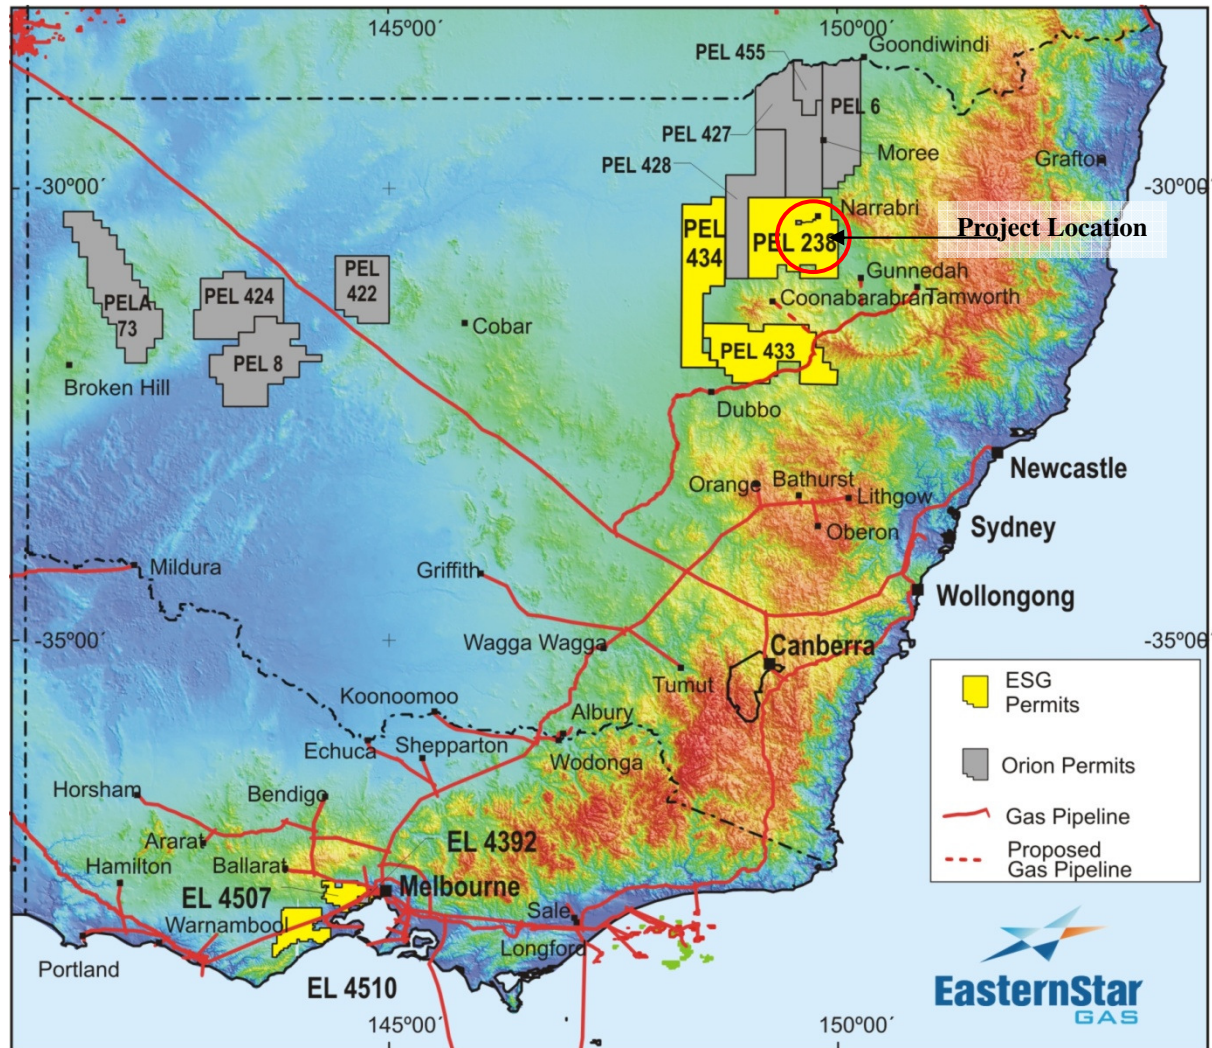 145º00´
150º00´
PEL 455
Goondiwindi
PEL 6
PEL 427
Moree
PEL 428
Grafton
-30º00´
-30º00´
Narrabri
PEL
434
PEL 238
Project Location
Gunnedah
PEL
422
PELA
73
PEL 424
Coonabarabran
Tamworth
Cobar
PEL 433
PEL 8
Broken Hill
Dubbo
Newcastle
Orange
Bathurst
Lithgow
Oberon
Sydney
Mildura
Griffith
Wollongong
-35º00´
-35º00´
Wagga Wagga
Canberra
Tumut
Koonoomoo
Albury
Echuca
Shepparton
Wodonga
ESG
Permits
Orion Permits
Gas Pipeline
Proposed
Gas Pipeline
Horsham
Bendigo
Ararat
EL 4392
Hamilton
Ballarat
EL 4507
Melbourne
Warnambool
Sale
Longford
Portland
EL 4510
EasternStar
GAS
145º00´
150º00´